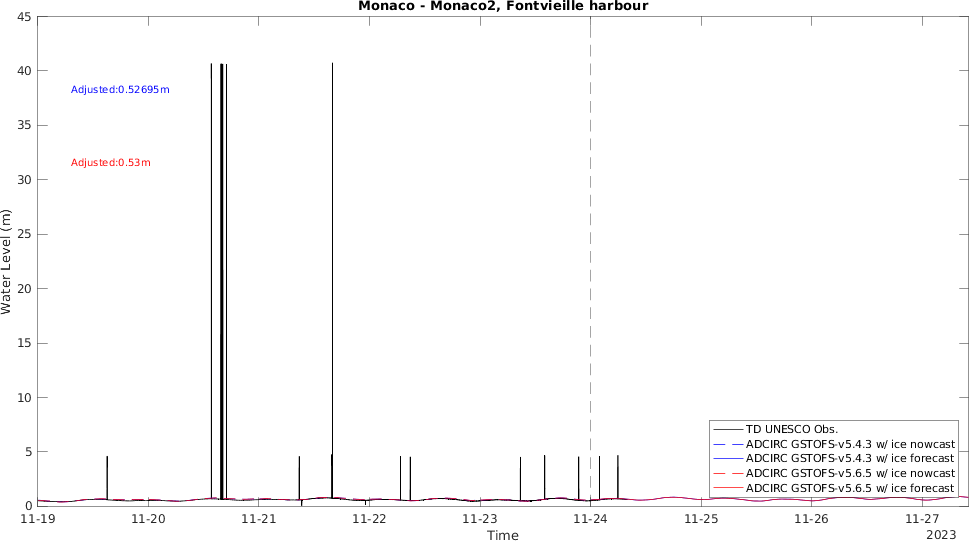 Monaco - Monaco2, Fontvieille harbour
45
40
35
30
25
20
15
10
5
0
Water Level (m)
Adjusted:0.52695m
Adjusted:0.53m
TD UNESCO Obs.
ADCIRC GSTOFS-v5.4.3 w/ ice nowcast
ADCIRC GSTOFS-v5.4.3 w/ ice forecast
ADCIRC GSTOFS-v5.6.5 w/ ice nowcast
ADCIRC GSTOFS-v5.6.5 w/ ice forecast
11-19 11-20 11-21 11-22 11-23 11-24 11-25 11-26 11-27
Time
2023